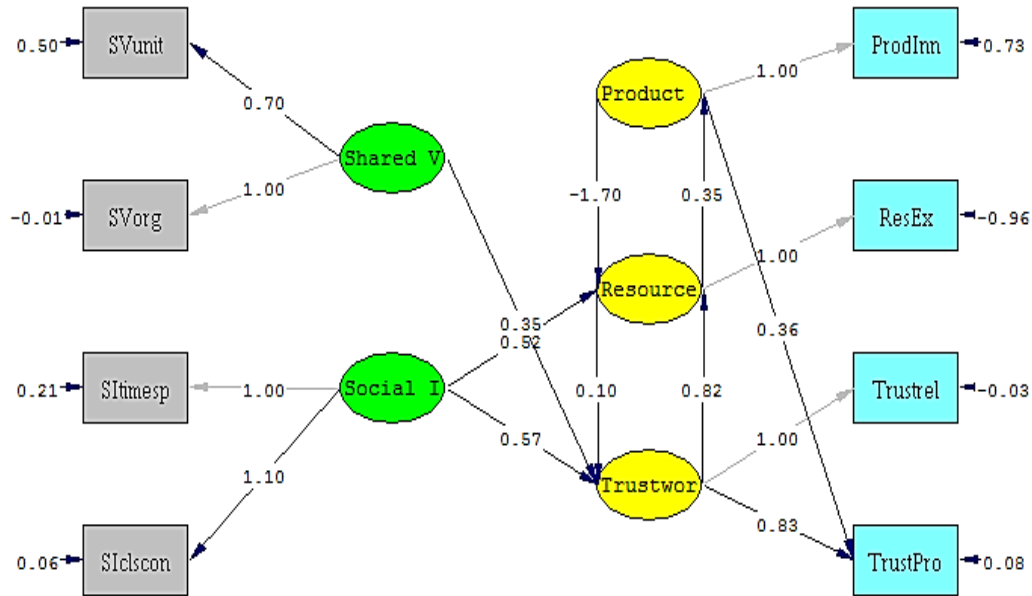 0.50
SVunit
0.70
Shared V
1.00
-0.01
SVorg
0.21
SItimesp
1.00
Social I
1.10
0.06
SIclscon
0.35
0.52
0.57
Product
-1.70
0.35
Resource
0.10
0.82
Trustwor
1.00
ProdInn
0.73
1.00
ResEx
-0.96
0.36
1.00
Trustrel
-0.03
0.83
TrustPro
0.08